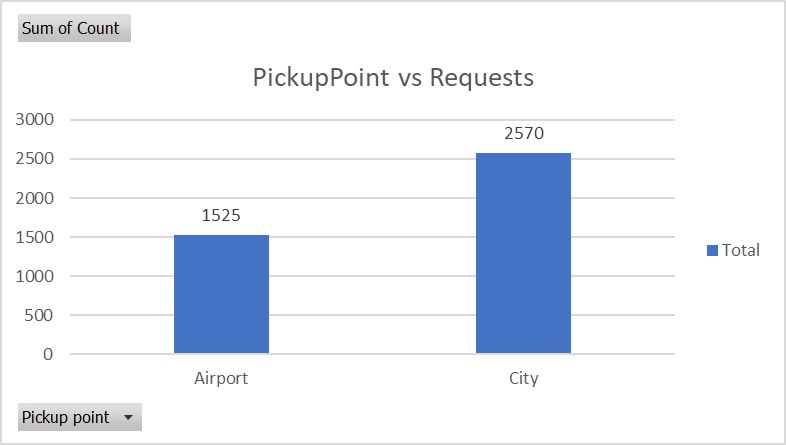 Sum of Count
PickupPoint vs Requests
3000
2500
2000
1500
1000
500
0
1525
2570
Airport
City
Total
Pickup point